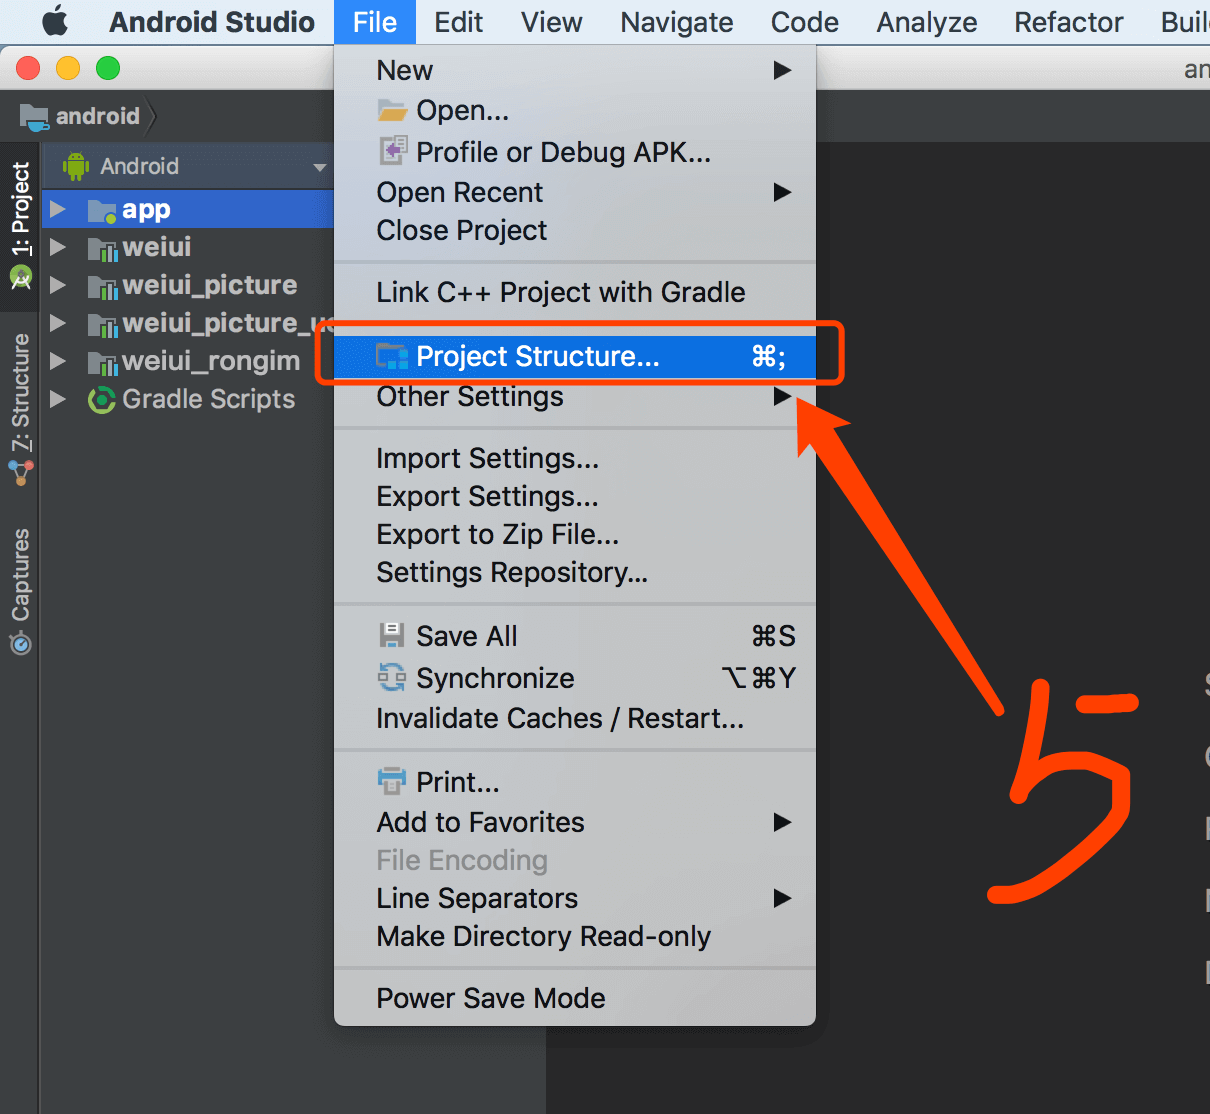 Android Studio File Edit View Navigate Code Analyze Refactor
android
Android
app
weiui
weiui_picture
weiui_rongim
Gradle Scripts
1: Project
7: Structure
Captures
New
Open...
Profile or Debug APK...
Open Recent
Close Project
Link C++ Project with Gradle
Project Structure... ⌘;
Other Settings
Import Settings...
Export Settings...
Export to Zip File...
Settings Repository...
Save All ⌘S
Synchronize ⌥⌘Y
Invalidate Caches / Restart...
Print...
Add to Favorites
File Encoding
Line Separators
Make Directory Read-only
Power Save Mode
5